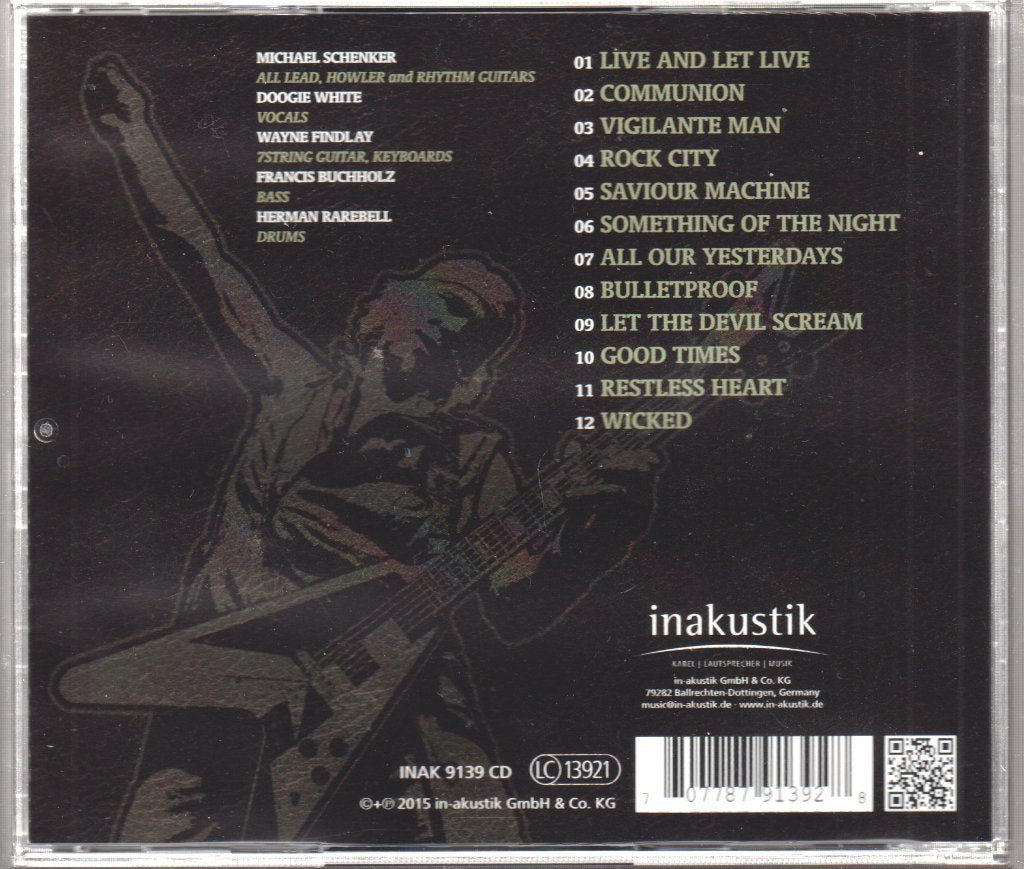 MICHAEL SCHENKER
ALL LEAD, HOWLER and RHYTHM GUITARS
DOOGIE WHITE
VOCALS
WAYNE FINDLAY
7STRING GUITAR, KEYBOARDS
FRANCIS BUCHHOLZ
BASS
HERMAN RAREBELL
DRUMS
01 LIVE AND LET LIVE
02 COMMUNION
03 VIGILANTE MAN
04 ROCK CITY
05 SAVIOUR MACHINE
06 SOMETHING OF THE NIGHT
07 ALL OUR YESTERDAYS
08 BULLETPROOF
09 LET THE DEVIL SCREAM
10 GOOD TIMES
11 RESTLESS HEART
12 WICKED
inakustik
KABEL | LAUTSPRECHER | MUSIK
in-akustik GmbH & Co. KG
79282 Ballrechten-Dottingen, Germany
music@in-akustik.de · www.in-akustik.de
INAK 9139 CD LC 13921
©+℗ 2015 in-akustik GmbH & Co. KG
7 07787 91392 8